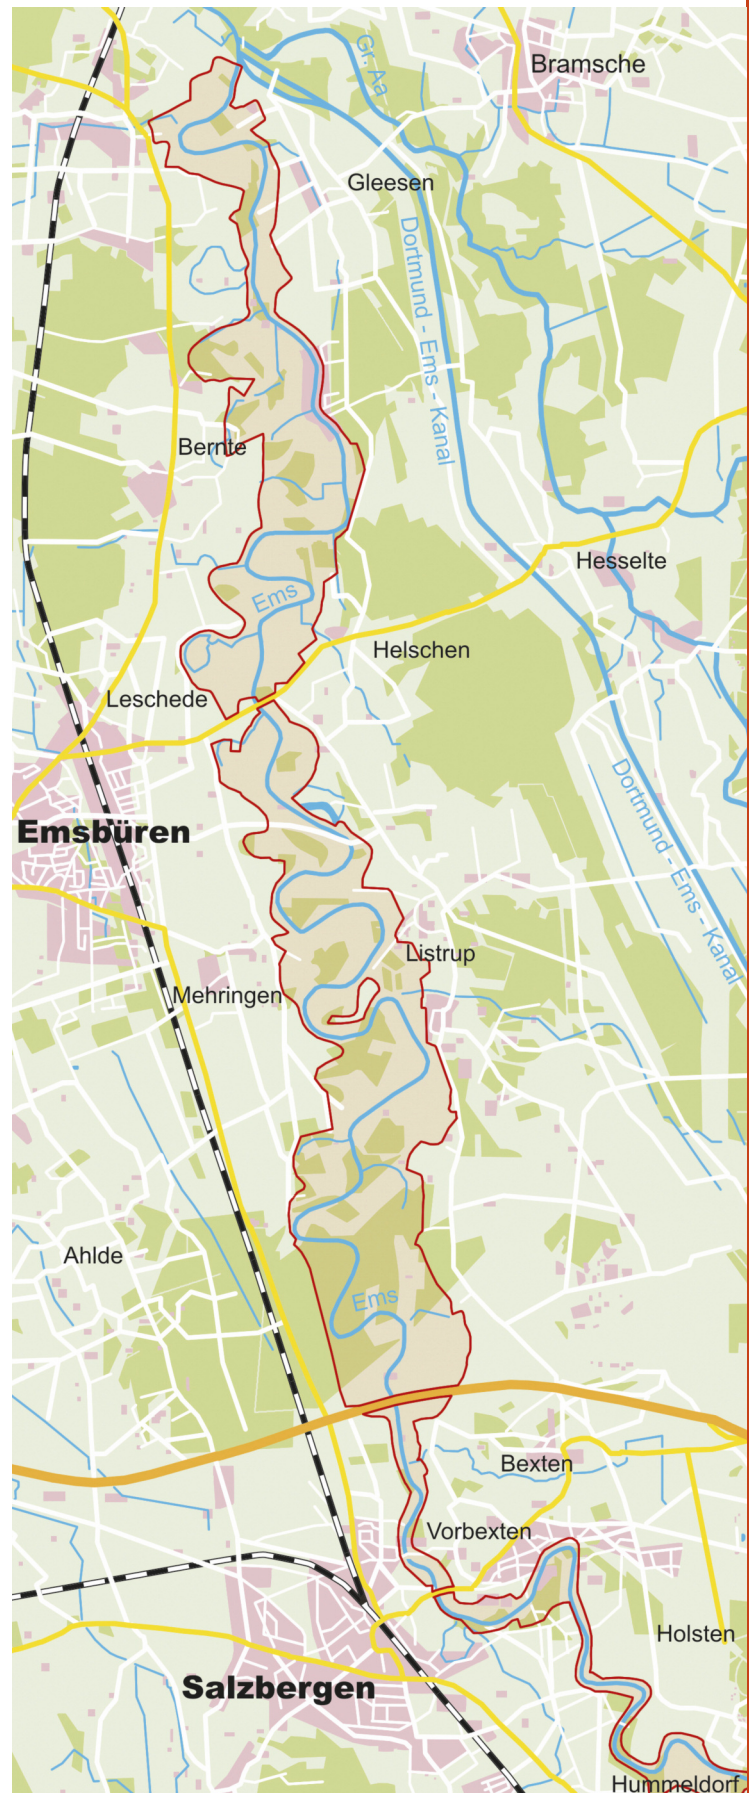 Gr. Aa
Bramsche
Gleesen
Dortmund - Ems - Kanal
Bernte
Hesselte
Ems
Helschen
Leschede
Dortmund - Ems - Kanal
Emsbüren
Listrup
Mehringen
Ahlde
Ems
Bexten
Vorbexten
Holsten
Salzbergen
Hummeldorf